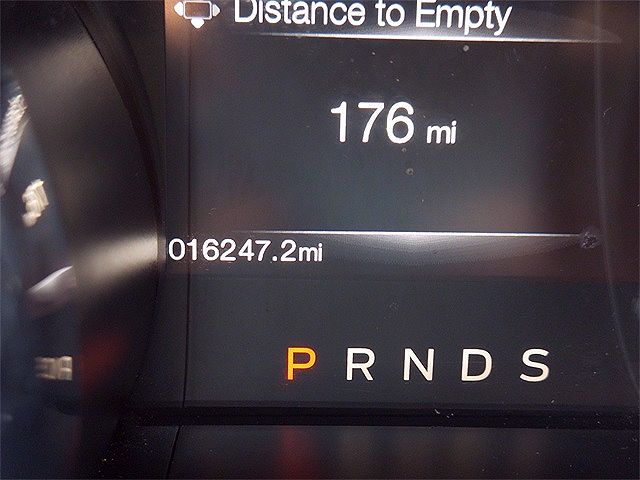 Distance to Empty
176 mi
016247.2mi
P R N D S